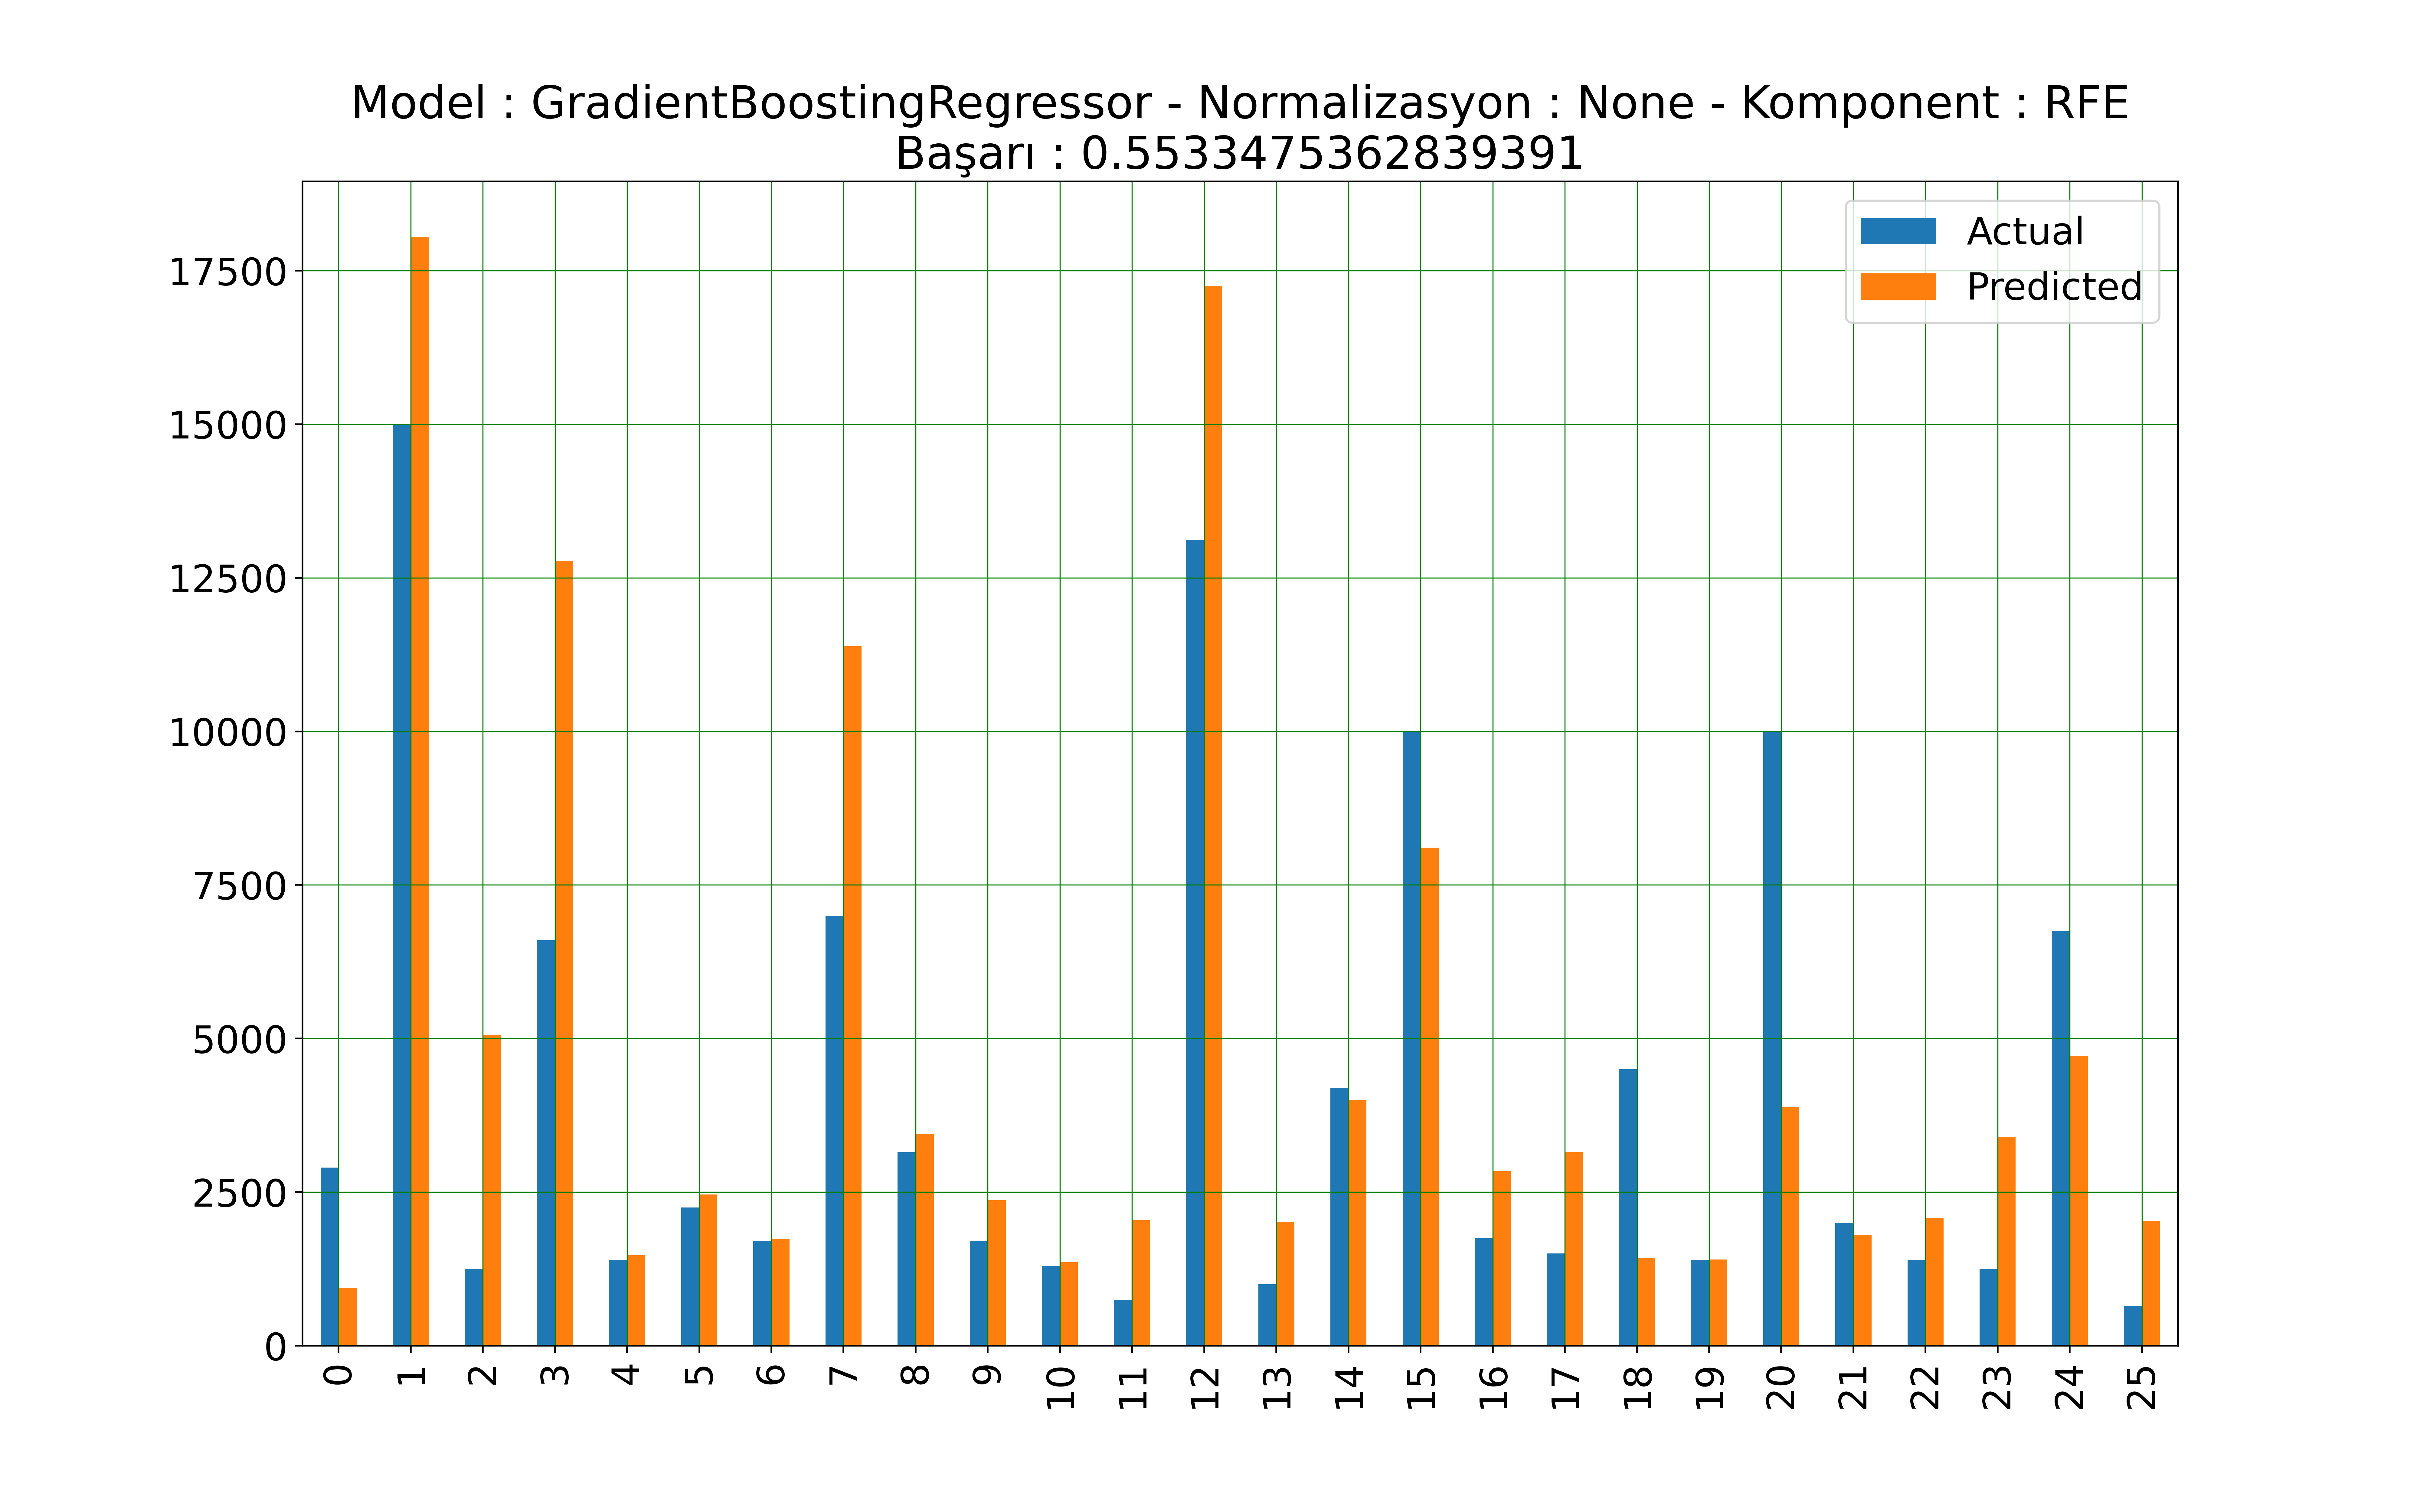 Model : GradientBoostingRegressor - Normalizasyon : None - Komponent : RFE
Başarı : 0.5533475362839391
Actual
Predicted
17500
15000
12500
10000
7500
5000
2500
0
0 1 2 3 4 5 6 7 8 9 10 11 12 13 14 15 16 17 18 19 20 21 22 23 24 25